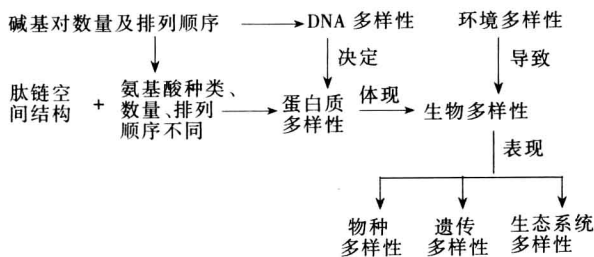 碱基对数量及排列顺序
DNA 多样性
环境多样性
决定
导致
肽链空
间结构
+
氨基酸种类、
数量、排列
顺序不同
蛋白质
多样性
体现
生物多样性
表现
物种
多样性
遗传
多样性
生态系统
多样性